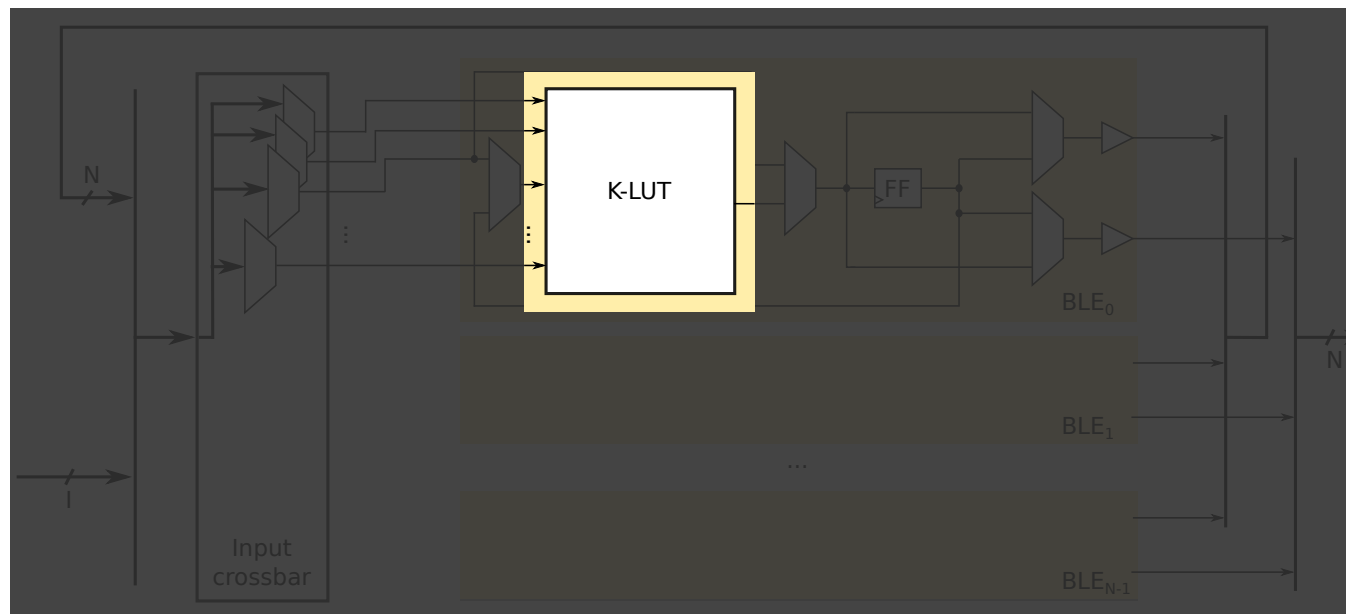 N
K-LUT
FF
...
...
BLE0
N
BLE1
...
I
Input
crossbar
BLEN-1